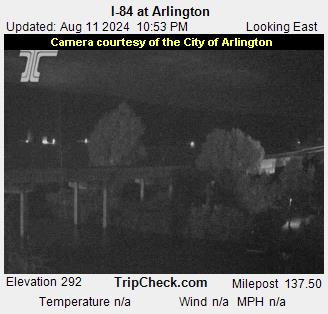 I-84 at Arlington
Updated: Aug 11 2024 10:53 PM Looking East
Camera courtesy of the City of Arlington
Elevation 292 TripCheck.com Milepost 137.50
Temperature n/a Wind n/a MPH n/a